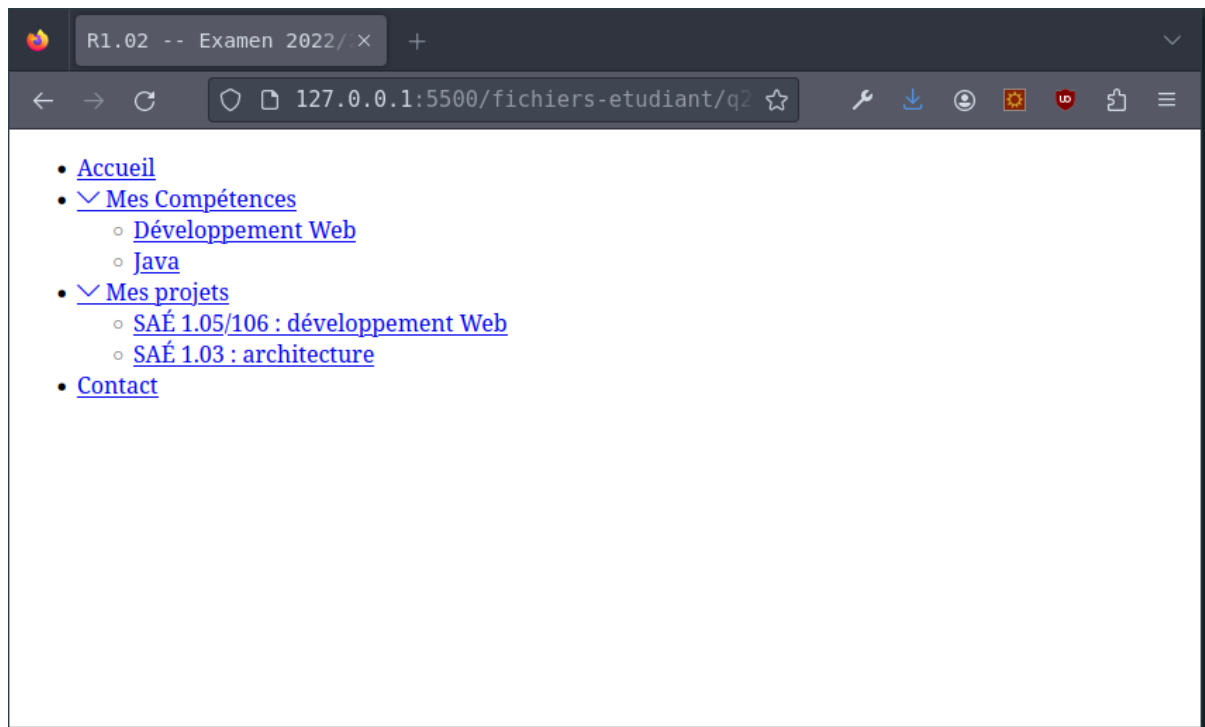 R1.02 -- Examen 2022/
127.0.0.1:5500/fichiers-etudiant/q2
Accueil
Mes Compétences
Développement Web
Java
Mes projets
SAÉ 1.05/106 : développement Web
SAÉ 1.03 : architecture
Contact